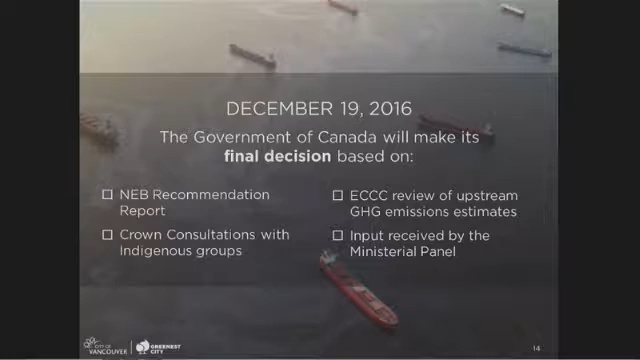 DECEMBER 19, 2016
The Government of Canada will make its
final decision based on:
☐ NEB Recommendation
Report
☐ Crown Consultations with
Indigenous groups
☐ ECCC review of upstream
GHG emissions estimates
☐ Input received by the
Ministerial Panel
CITY OF
VANCOUVER
GREENEST
CITY
14